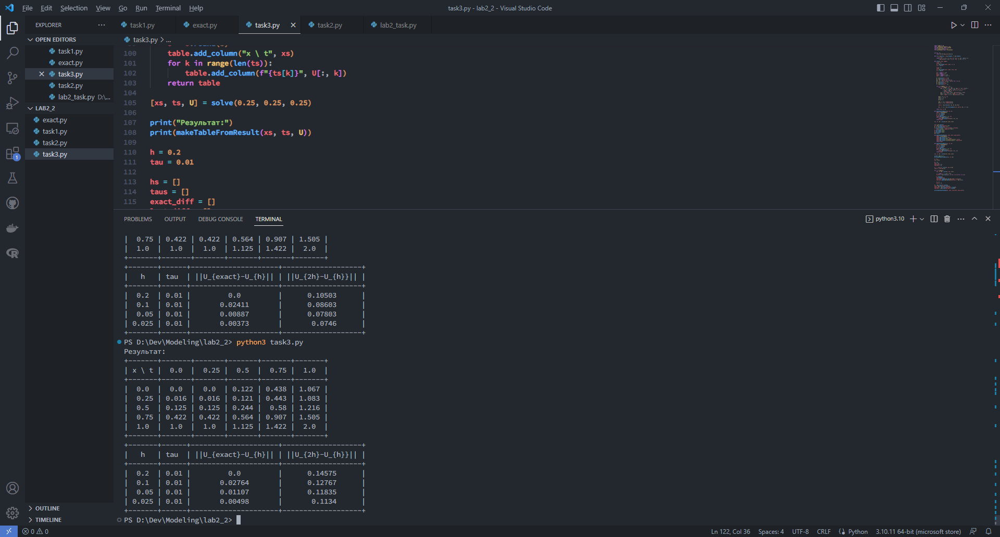 File Edit Selection View Go Run Terminal Help
task3.py - lab2_2 - Visual Studio Code
EXPLORER
task1.py exact.py task3.py task2.py lab2_task.py
OPEN EDITORS
task1.py
exact.py
task3.py
task2.py
lab2_task.py D:\...
LAB2_2
exact.py
task1.py
task2.py
task3.py
1
OUTLINE
TIMELINE
task3.py > ...
100 table.add_column("x \ t", xs)
101 for k in range(len(ts)):
102 table.add_column(f"{ts[k]}", U[:, k])
103 return table
104
105 [xs, ts, U] = solve(0.25, 0.25, 0.25)
106
107 print("Результат:")
108 print(makeTableFromResult(xs, ts, U))
109
110 h = 0.2
111 tau = 0.01
112
113 hs = []
114 taus = []
115 exact_diff = []
PROBLEMS OUTPUT DEBUG CONSOLE TERMINAL
python3.10
| 0.75 | 0.422 | 0.422 | 0.564 | 0.907 | 1.505 |
| 1.0 | 1.0 | 1.0 | 1.125 | 1.422 | 2.0 |
+-------+-------+-------+-------+-------+-------+
+-------+------+---------------------+-------------------+
| h | tau | ||U_{exact}-U_{h}|| | ||U_{2h}-U_{h}}|| |
+-------+------+---------------------+-------------------+
| 0.2 | 0.01 | 0.0 | 0.10503 |
| 0.1 | 0.01 | 0.02411 | 0.08603 |
| 0.05 | 0.01 | 0.00887 | 0.07803 |
| 0.025 | 0.01 | 0.00373 | 0.0746 |
+-------+------+---------------------+-------------------+
PS D:\Dev\Modeling\lab2_2> python3 task3.py
Результат:
+-------+-------+-------+-------+-------+-------+
| x \ t | 0.0 | 0.25 | 0.5 | 0.75 | 1.0 |
+-------+-------+-------+-------+-------+-------+
| 0.0 | 0.0 | 0.0 | 0.122 | 0.438 | 1.067 |
| 0.25 | 0.016 | 0.016 | 0.121 | 0.443 | 1.083 |
| 0.5 | 0.125 | 0.125 | 0.244 | 0.58 | 1.216 |
| 0.75 | 0.422 | 0.422 | 0.564 | 0.907 | 1.505 |
| 1.0 | 1.0 | 1.0 | 1.125 | 1.422 | 2.0 |
+-------+-------+-------+-------+-------+-------+
+-------+------+---------------------+-------------------+
| h | tau | ||U_{exact}-U_{h}|| | ||U_{2h}-U_{h}}|| |
+-------+------+---------------------+-------------------+
| 0.2 | 0.01 | 0.0 | 0.14575 |
| 0.1 | 0.01 | 0.02764 | 0.12767 |
| 0.05 | 0.01 | 0.01107 | 0.11835 |
| 0.025 | 0.01 | 0.00498 | 0.1134 |
+-------+------+---------------------+-------------------+
PS D:\Dev\Modeling\lab2_2>
0 0 Ln 122, Col 36 Spaces: 4 UTF-8 CRLF Python 3.10.11 64-bit (microsoft store)